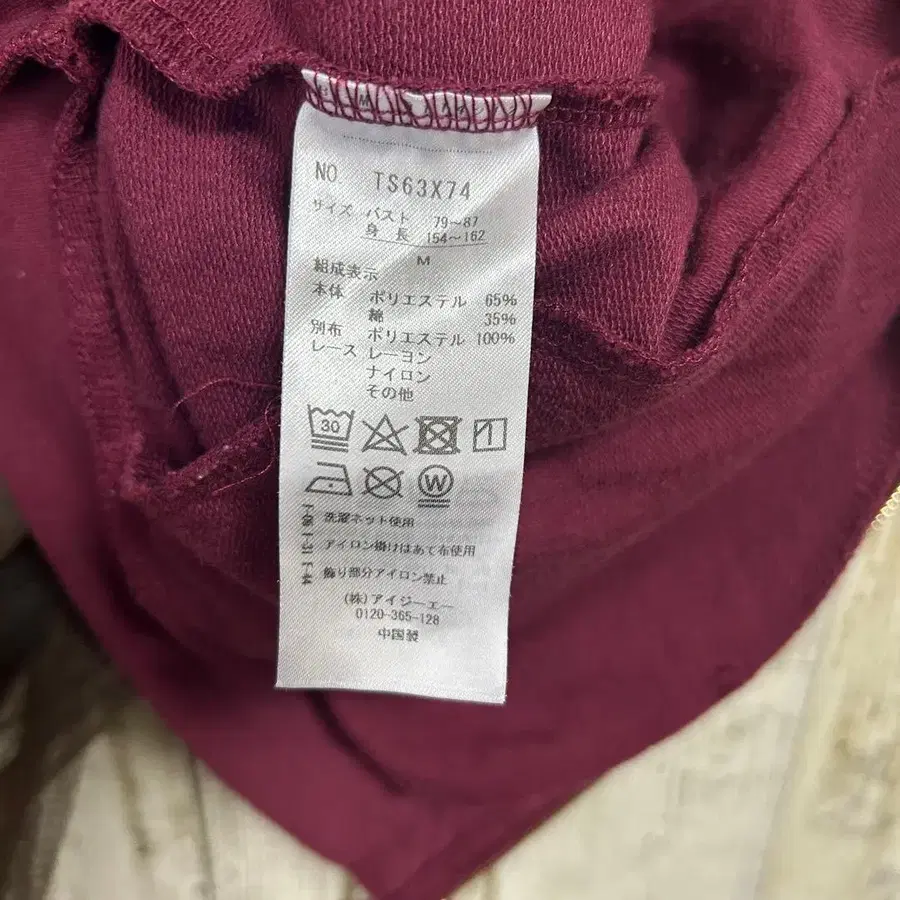 NO. TS63X74
サイズ バスト 79~87
身長 154~162
M
組成表示
本体 ポリエステル 65%
綿 35%
別布 ポリエステル 100%
レース レーヨン
ナイロン
その他
30
W
洗濯ネット使用
アイロン掛けはあて布使用
飾り部分アイロン禁止
(株)アイジーエー
0120-365-128
中国製